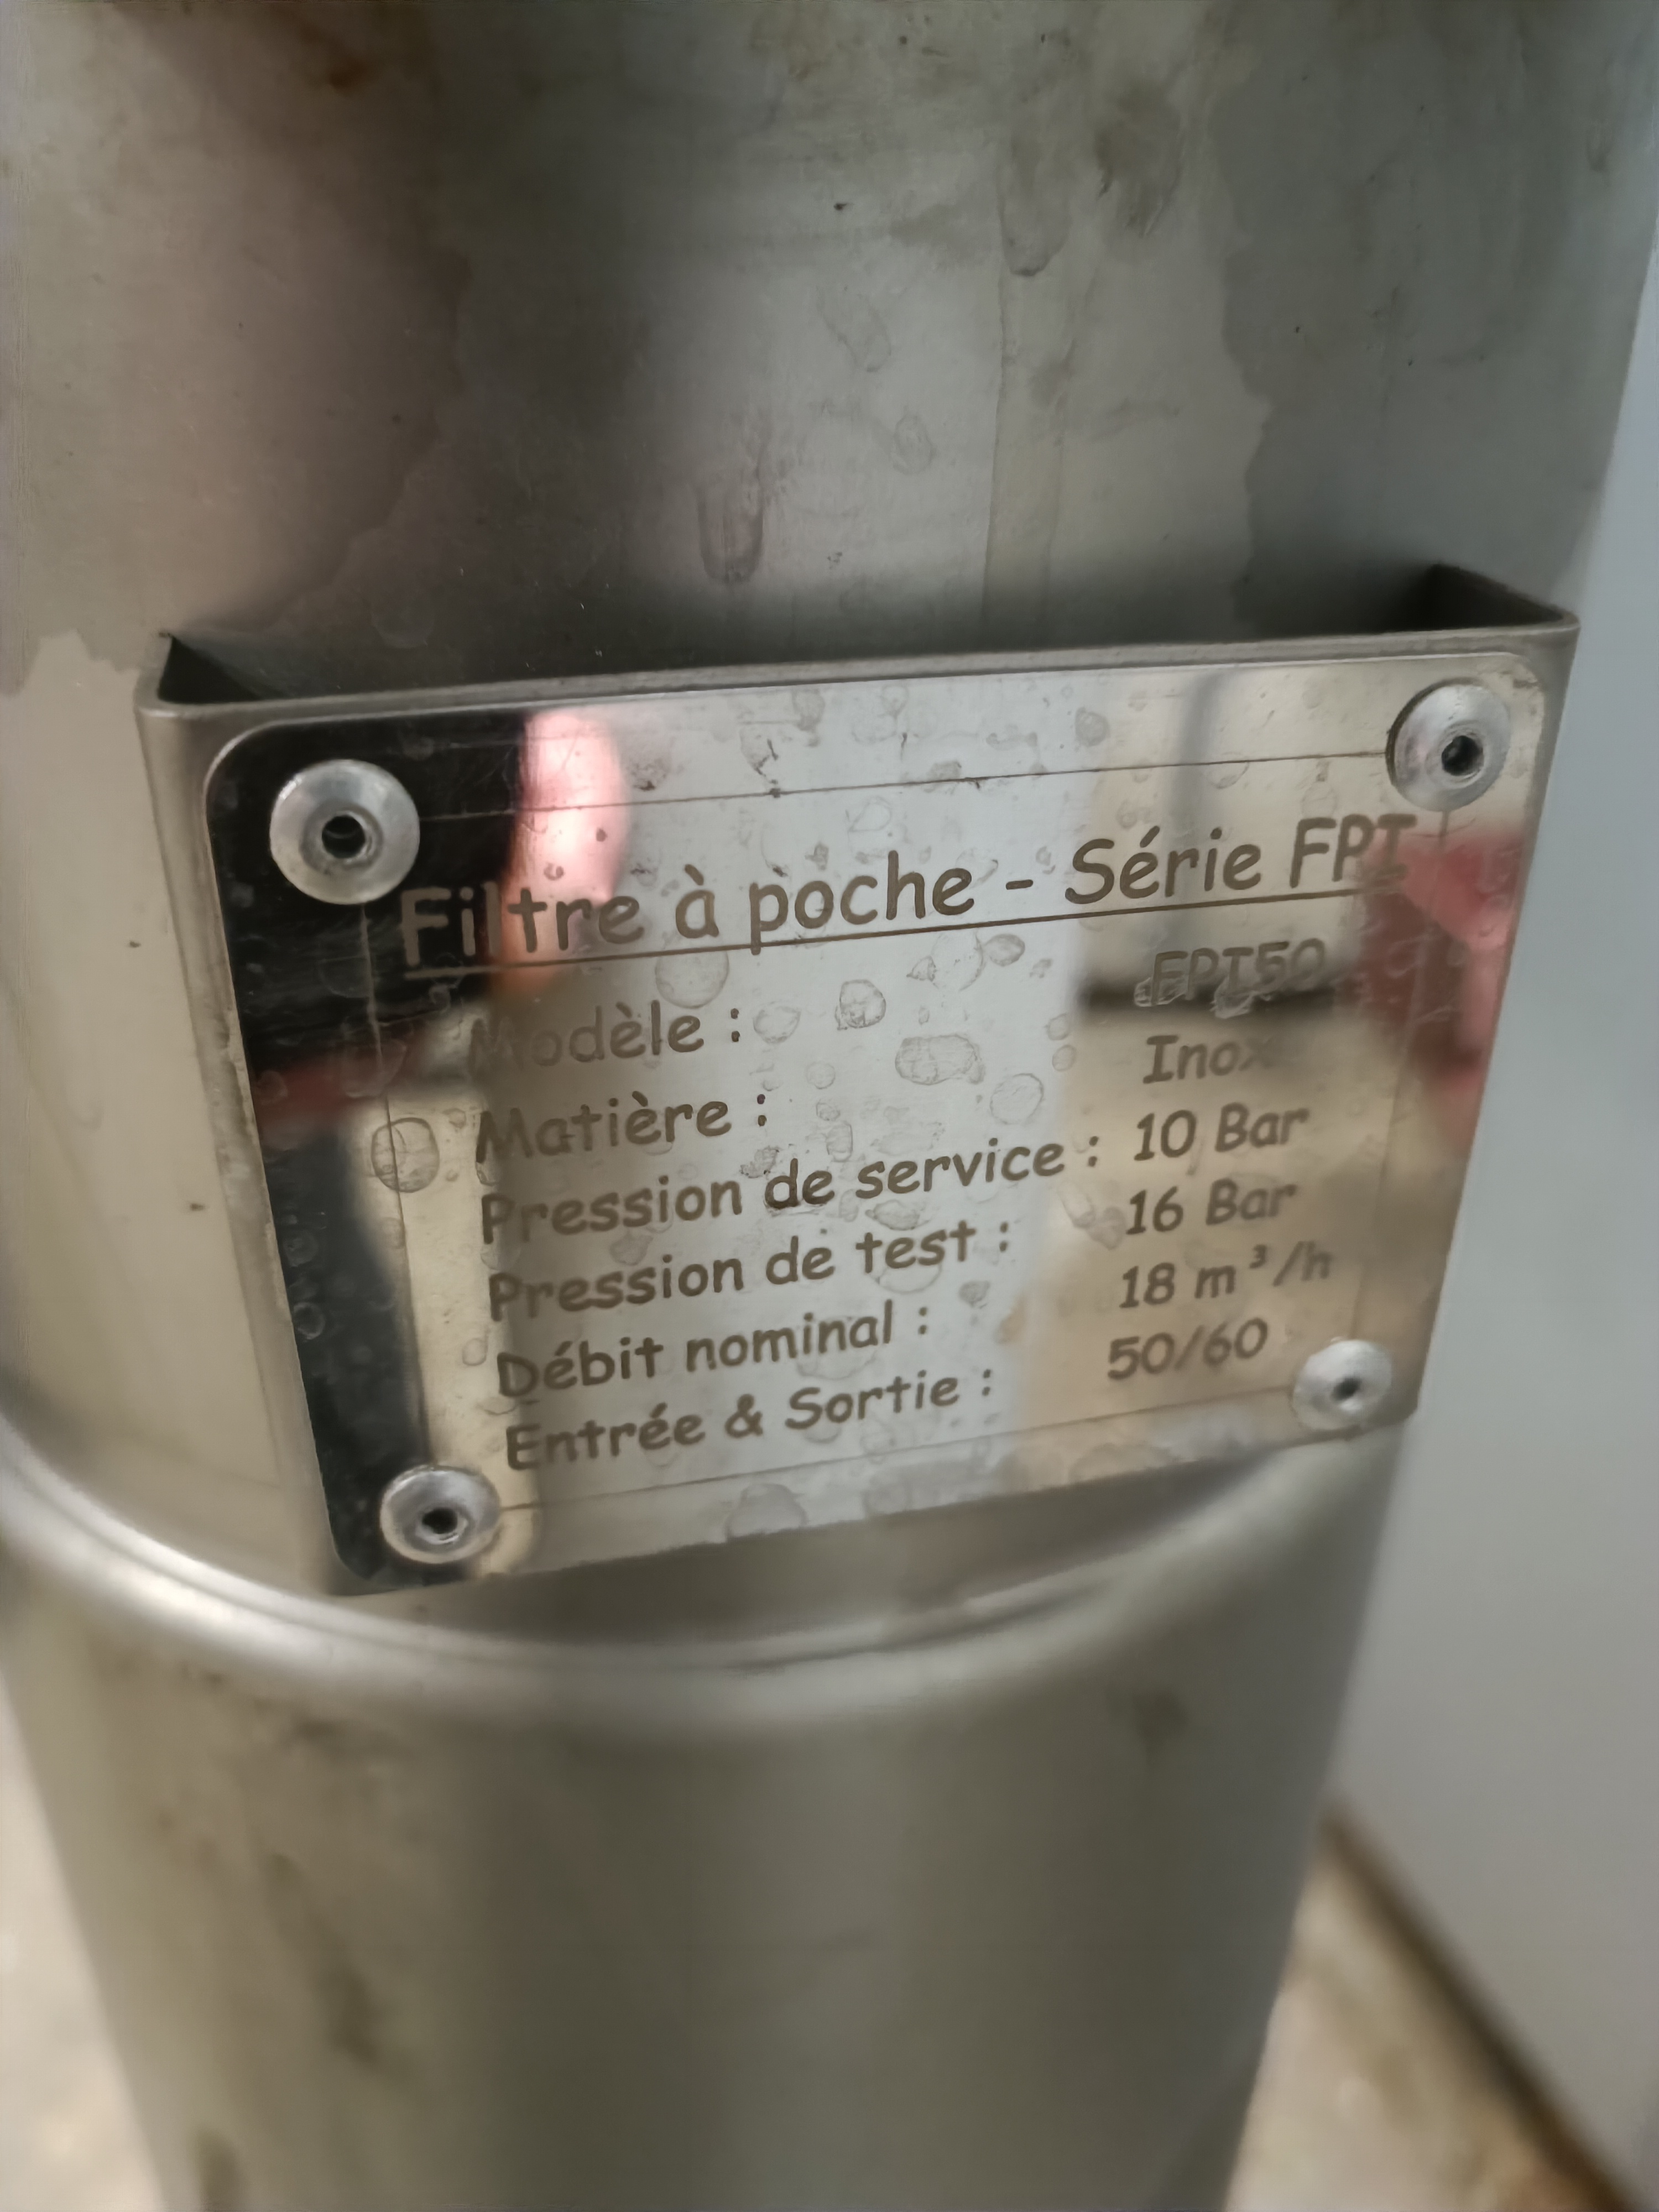 Filtre à poche - Série FPI
Modèle : FPI50
Matière : Inox
Pression de service : 10 Bar
Pression de test : 16 Bar
Débit nominal : 18 m³/h
Entrée & Sortie : 50/60